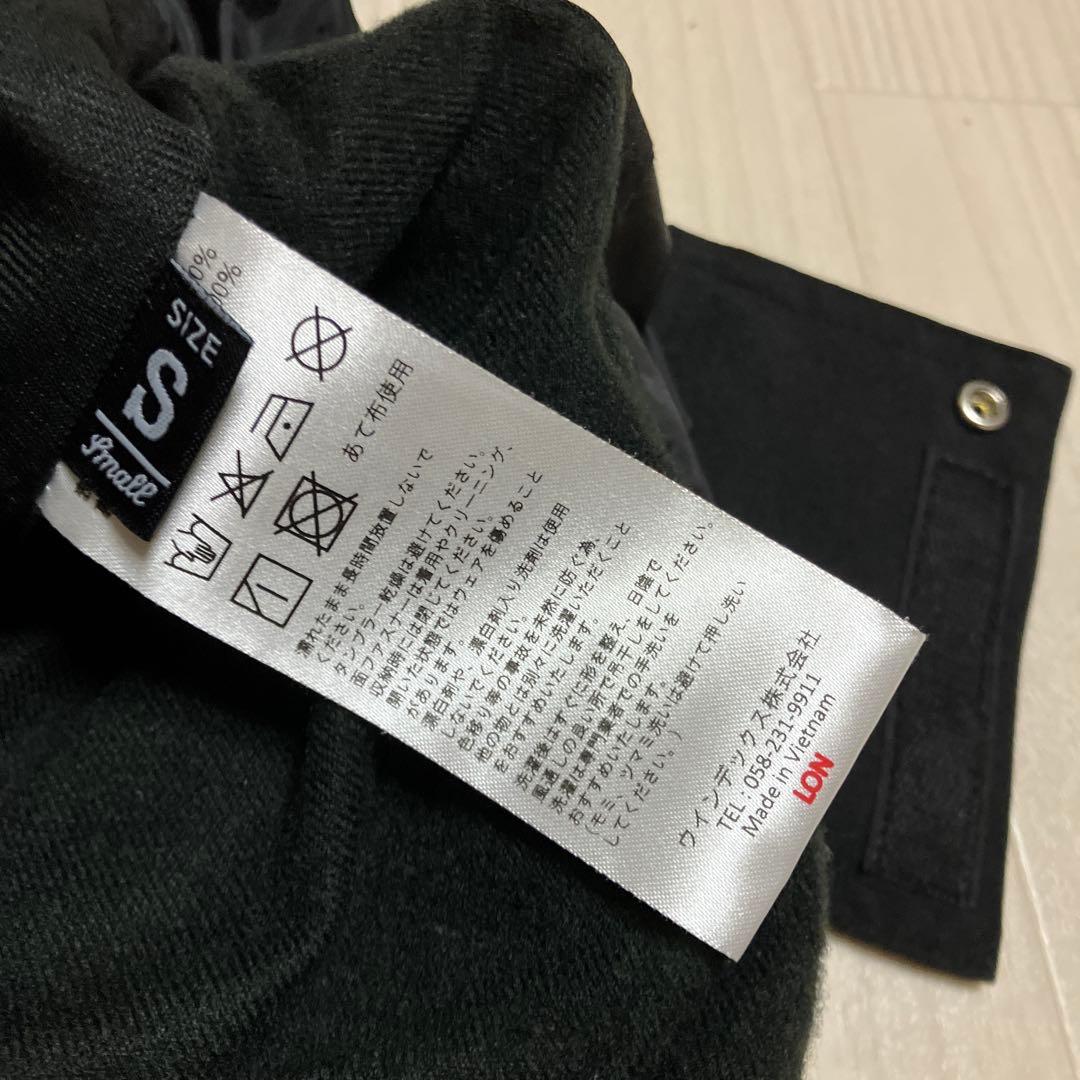 SIZE
S
Small
0%
00%
あて布使用
濡れたまま長時間放置しないで
ください。
タンブラー乾燥は避けてください。
面ファスナーは着用やクリーニング、
収納時には閉じてください。
開いた状態ではウェアを傷めること
があります。
漂白剤や、漂白剤入り洗剤は使用
しないでください。
色移り等の事故を未然に防ぐ為、
他の物とは別々に洗濯いただくこと
をおすすめいたします。
洗濯後はすぐに形を整え、日陰で
風通しの良い所で吊干しをしてください。
洗濯は専門業者での手洗いを
おすすめいたします。
(モミ、ツマミ洗いは避けて押し洗い
してください。)
ウインデックス株式会社
TEL : 058-231-9911
Made in Vietnam
LON